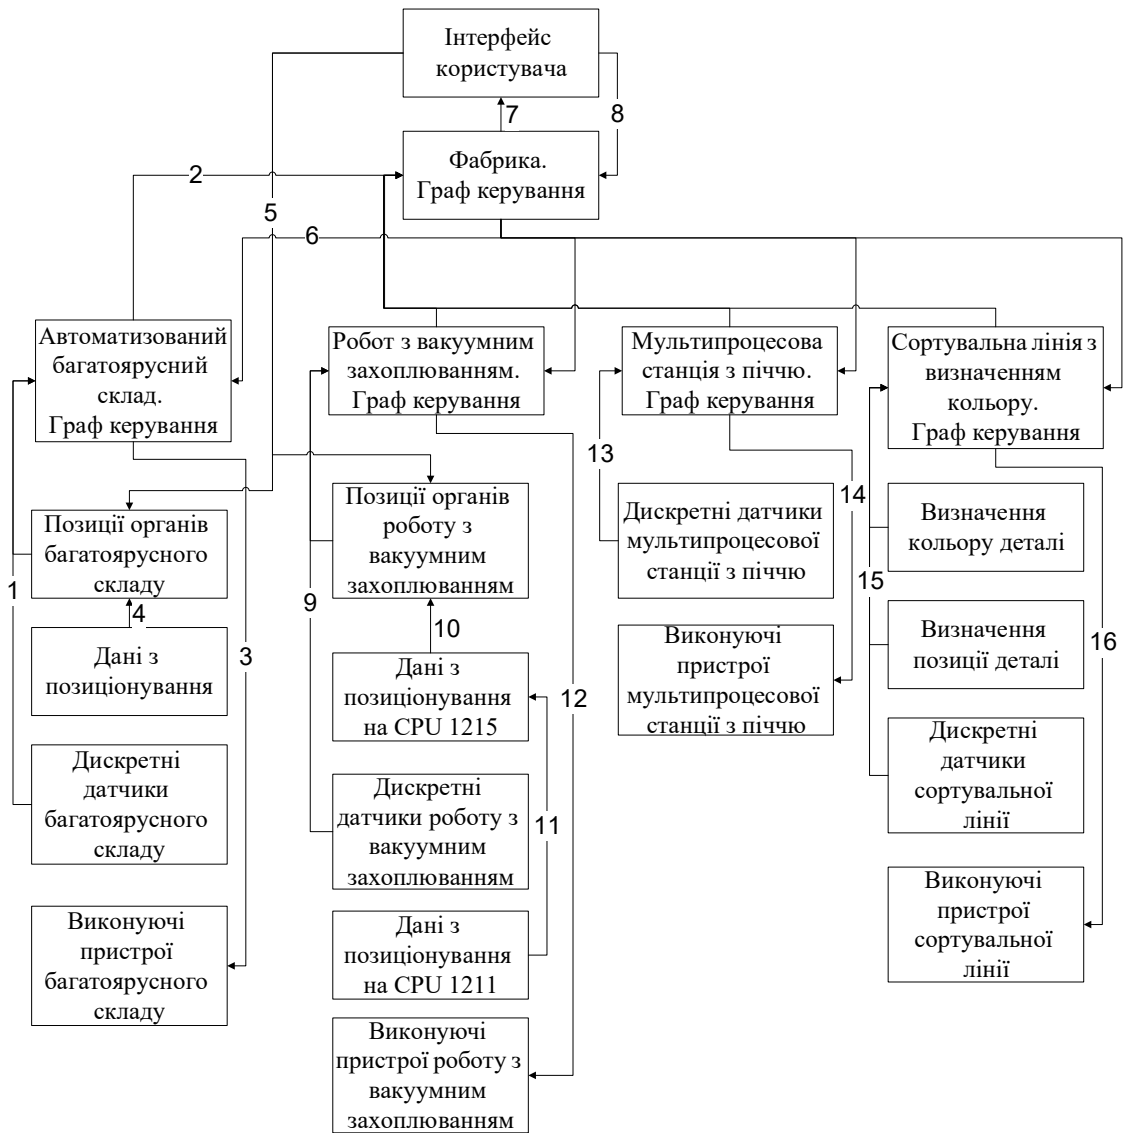 Інтерфейс
користувача
7
8
Фабрика.
Граф керування
2
5
6
Автоматизований
багатоярусний
склад.
Граф керування
Робот з вакуумним
захоплюванням.
Граф керування
Мультипроцесова
станція з піччю.
Граф керування
Сортувальна лінія з
визначенням
кольору.
Граф керування
13
14
Позиції органів
багатоярусного
складу
Позиції органів
роботу з
вакуумним
захоплюванням
Дискретні датчики
мультипроцесової
станції з піччю
Визначення
кольору деталі
1
9
15
4
10
3
12
16
Дані з
позиціонування
Дані з
позиціонування
на CPU 1215
Виконуючі
пристрої
мультипроцесової
станції з піччю
Визначення
позиції деталі
Дискретні
датчики
багатоярусного
складу
Дискретні
датчики роботу з
вакуумним
захоплюванням
11
Дискретні
датчики
сортувальної
лінії
Виконуючі
пристрої
багатоярусного
складу
Дані з
позиціонування
на CPU 1211
Виконуючі
пристрої
сортувальної
лінії
Виконуючі
пристрої роботу з
вакуумним
захоплюванням